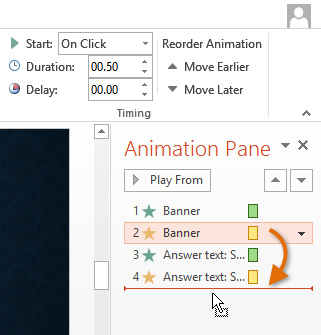 Start: On Click Reorder Animation
Duration: 00.50 Move Earlier
Delay: 00.00 Move Later
Timing
Animation Pane
Play From
1 Banner
2 Banner
3 Answer text: S...
4 Answer text: S...